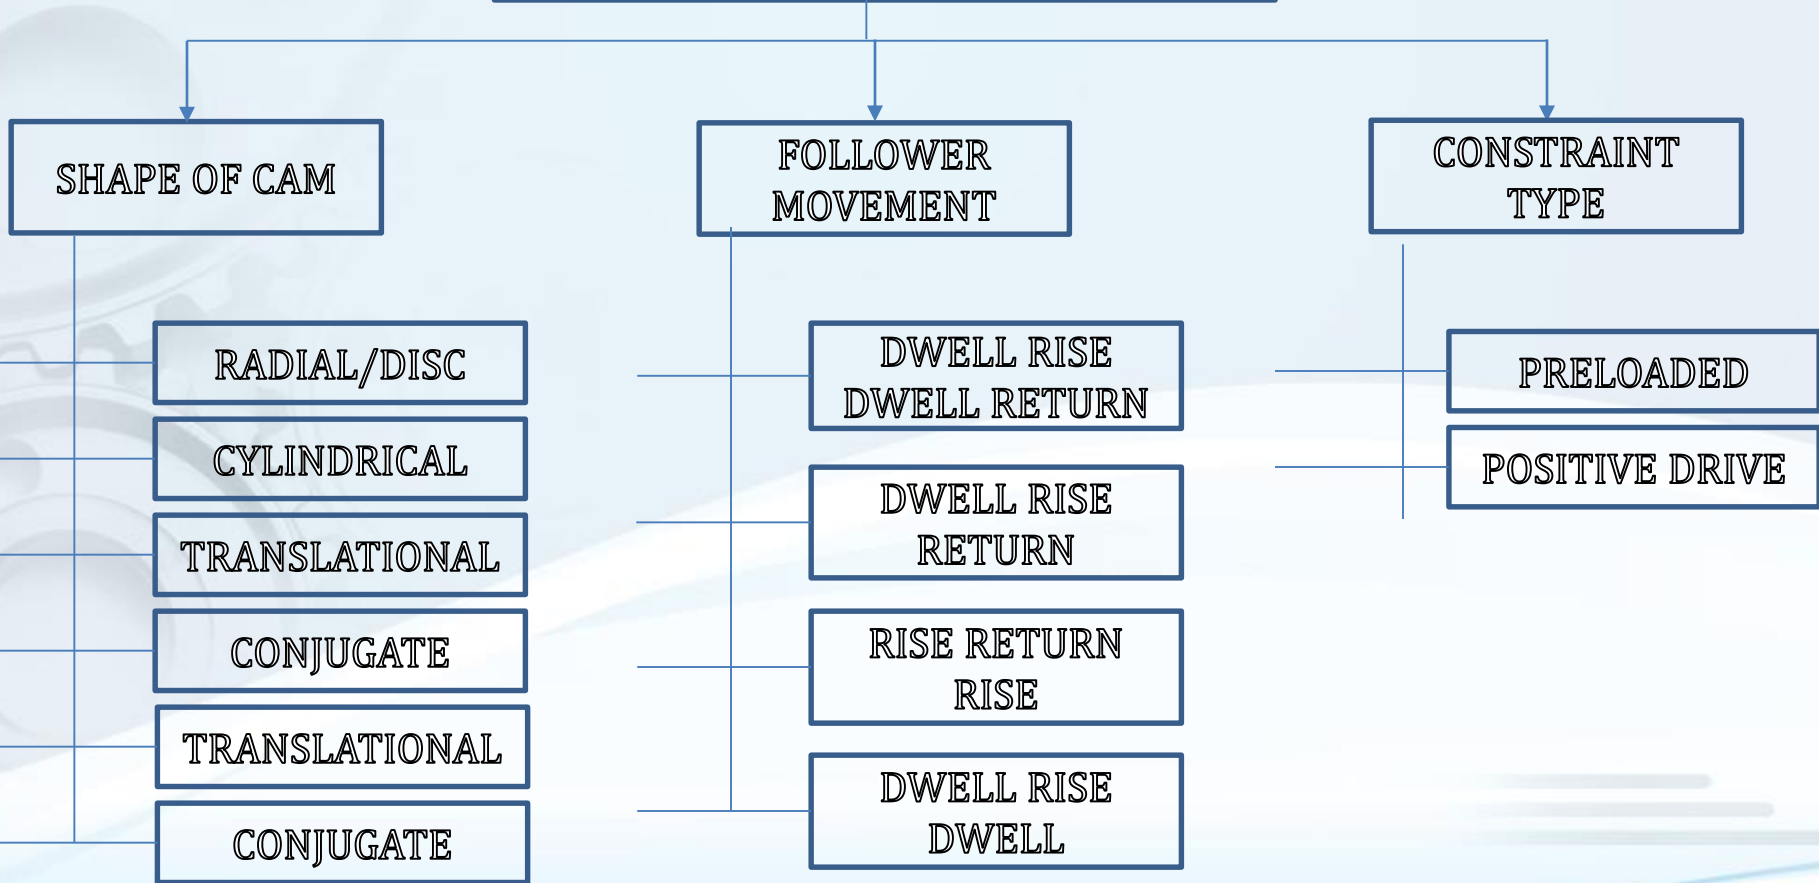 SHAPE OF CAM
RADIAL/DISC
CYLINDRICAL
TRANSLATIONAL
CONJUGATE
TRANSLATIONAL
CONJUGATE
FOLLOWER
MOVEMENT
DWELL RISE
DWELL RETURN
DWELL RISE
RETURN
RISE RETURN
RISE
DWELL RISE
DWELL
CONSTRAINT
TYPE
PRELOADED
POSITIVE DRIVE